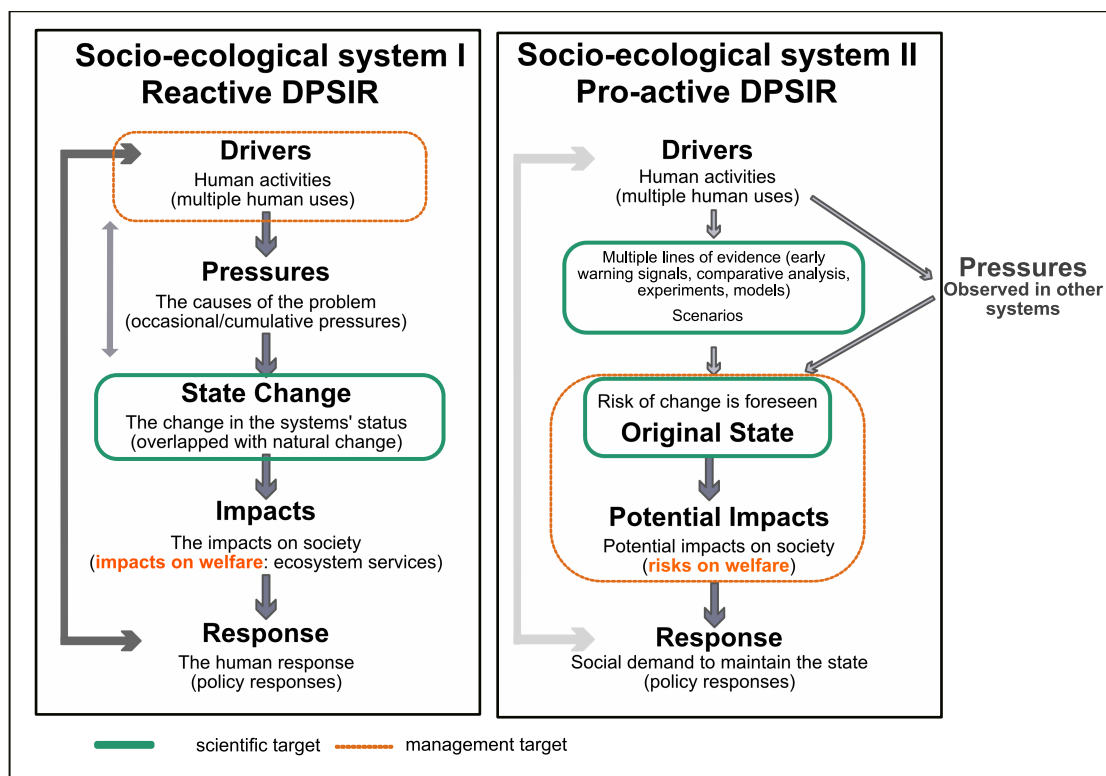 Socio-ecological system I
Reactive DPSIR
Drivers
Human activities
(multiple human uses)
Pressures
The causes of the problem
(occasional/cumulative pressures)
State Change
The change in the systems' status
(overlapped with natural change)
Impacts
The impacts on society
(impacts on welfare: ecosystem services)
Response
The human response
(policy responses)
Socio-ecological system II
Pro-active DPSIR
Drivers
Human activities
(multiple human uses)
Multiple lines of evidence (early
warning signals, comparative analysis,
experiments, models)
Scenarios
Pressures
Observed in other
systems
Risk of change is foreseen
Original State
Potential Impacts
Potential impacts on society
(risks on welfare)
Response
Social demand to maintain the state
(policy responses)
scientific target
management target